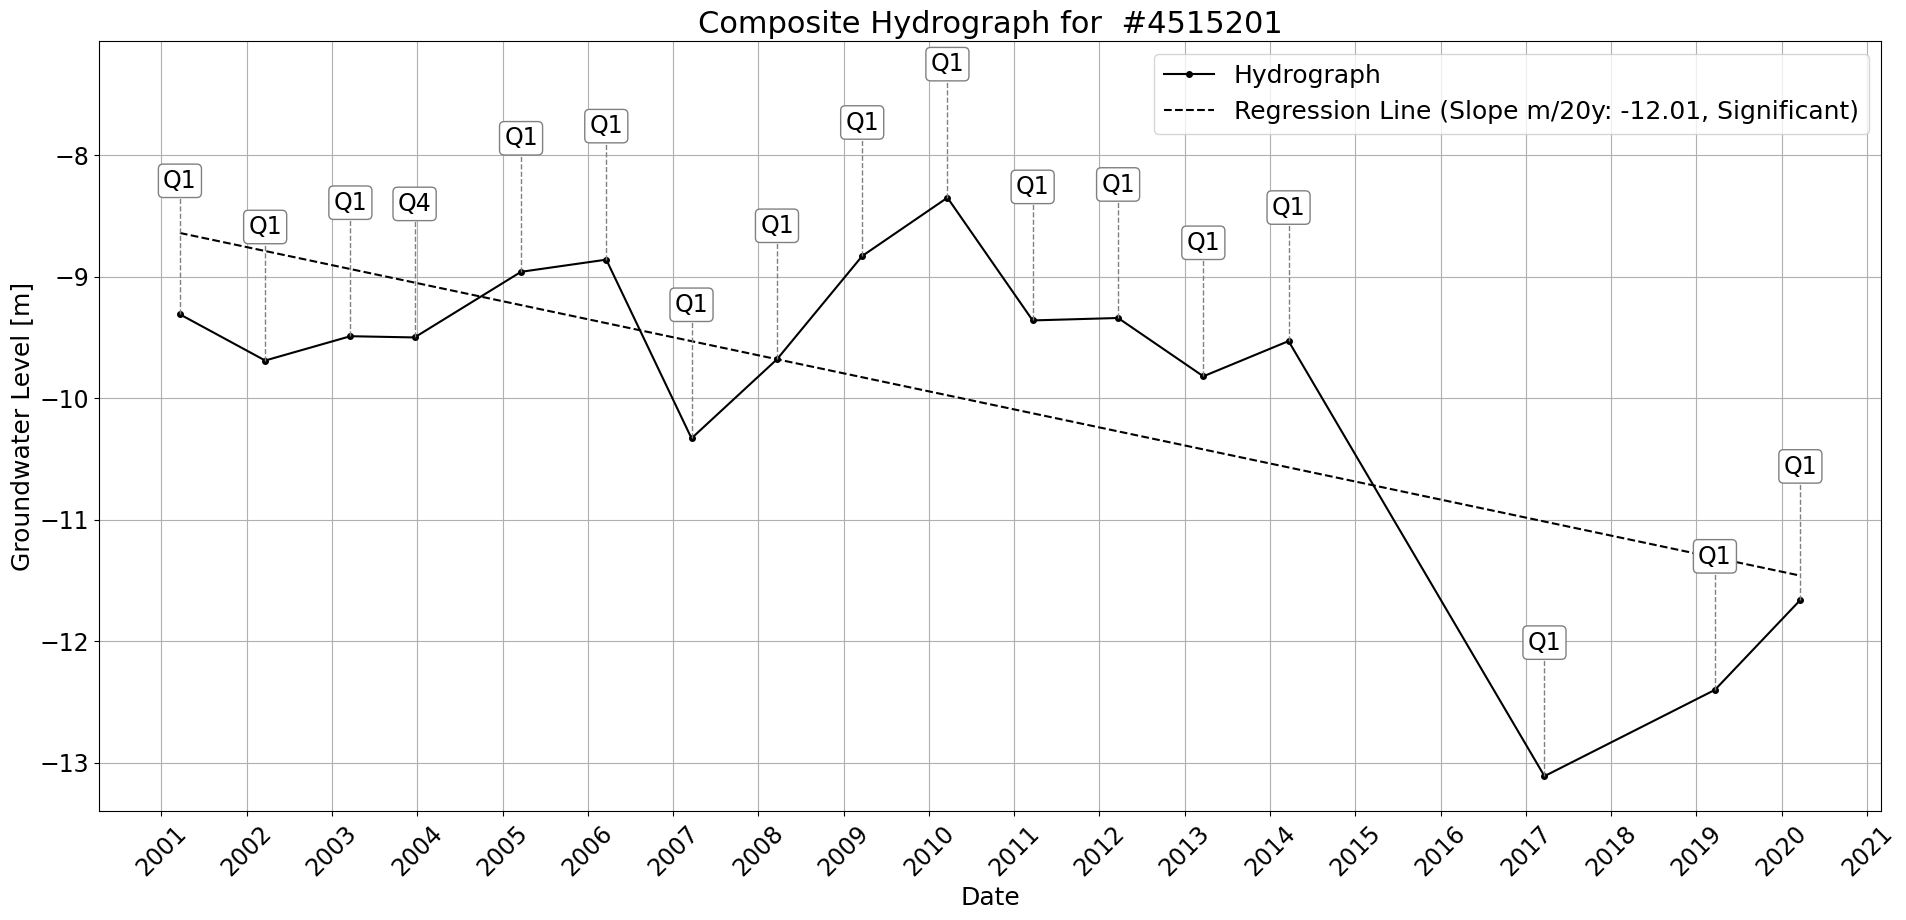 Composite Hydrograph for  #4515201
Hydrograph
Regression Line (Slope m/20y: -12.01, Significant)
Q1
Q1
Q1
Q4
Q1
Q1
Q1
Q1
Q1
Q1
Q1
Q1
Q1
Q1
Q1
Q1
Q1
Groundwater Level [m]
−8
−9
−10
−11
−12
−13
2001
2002
2003
2004
2005
2006
2007
2008
2009
2010
2011
2012
2013
2014
2015
2016
2017
2018
2019
2020
2021
Date